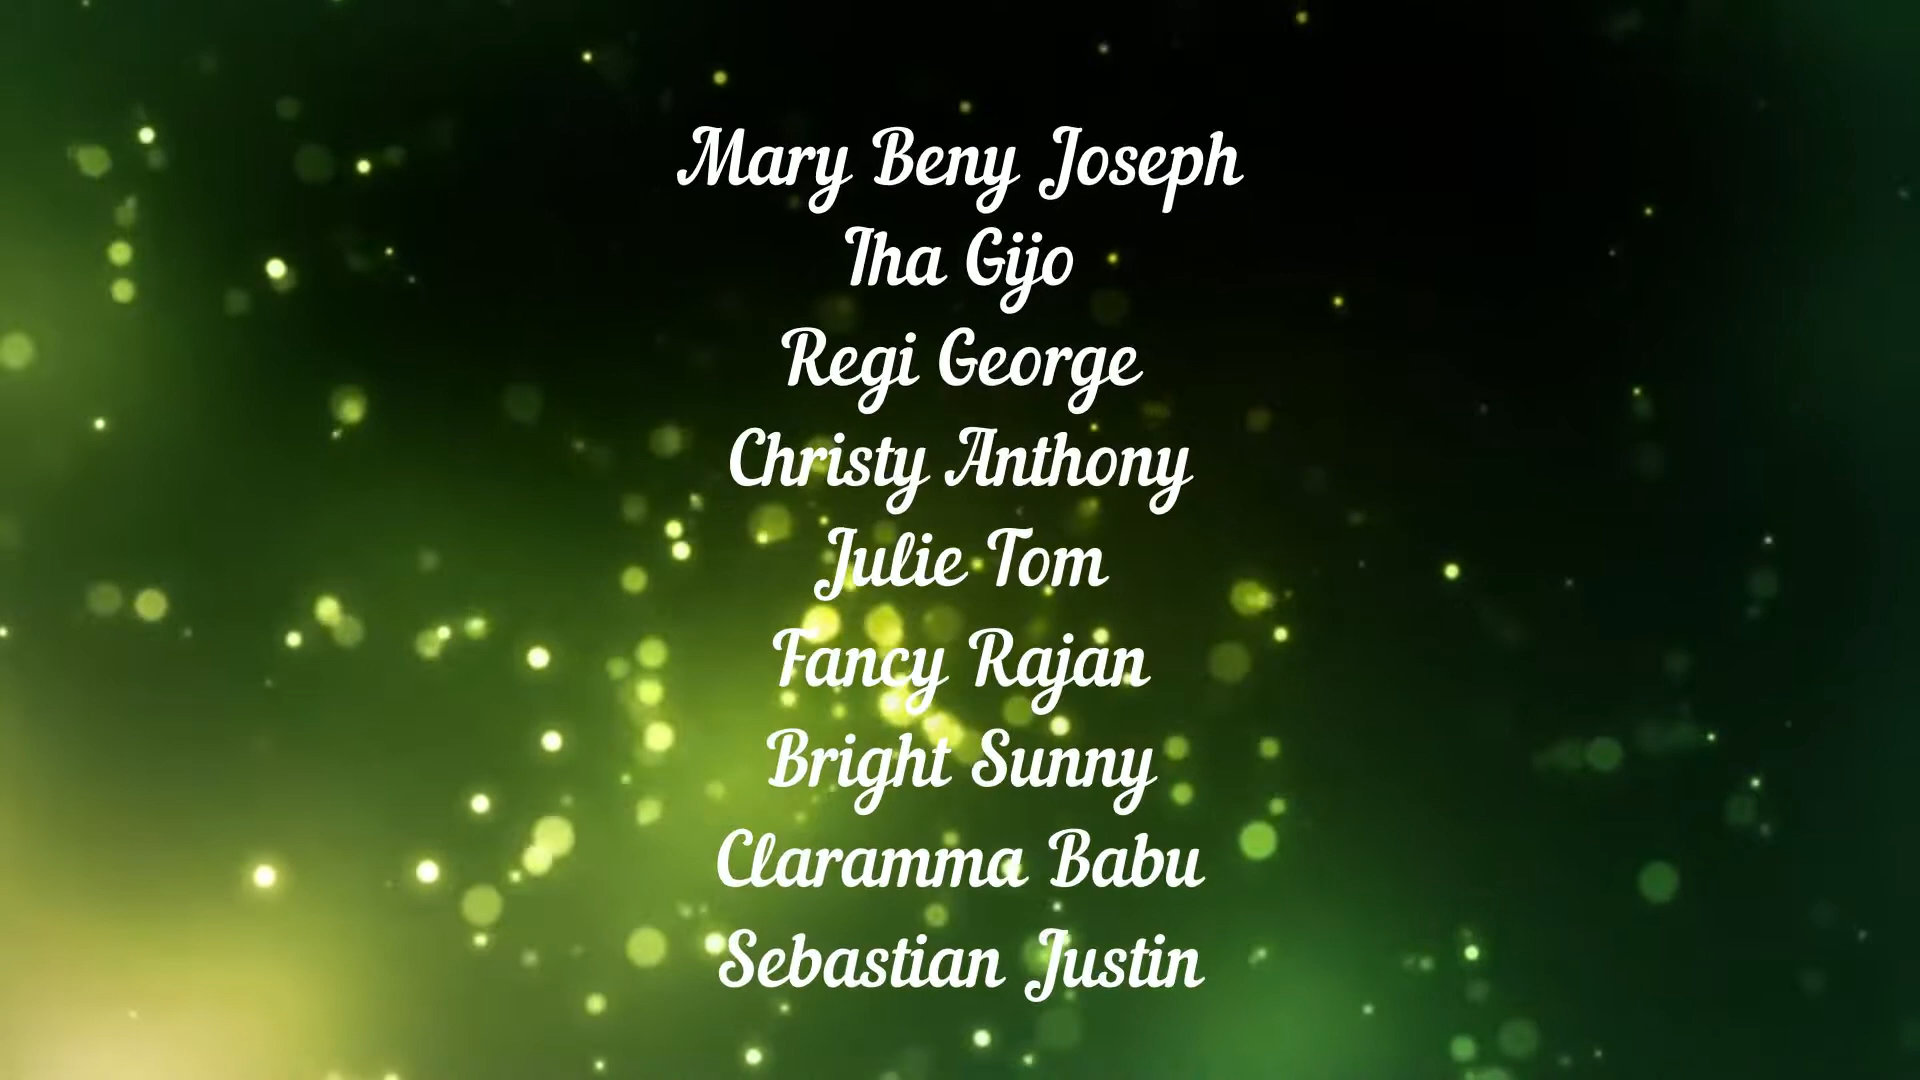 Mary Beny Joseph
Iha Gijo
Regi George
Christy Anthony
Julie Tom
Fancy Rajan
Bright Sunny
Claramma Babu
Sebastian Justin